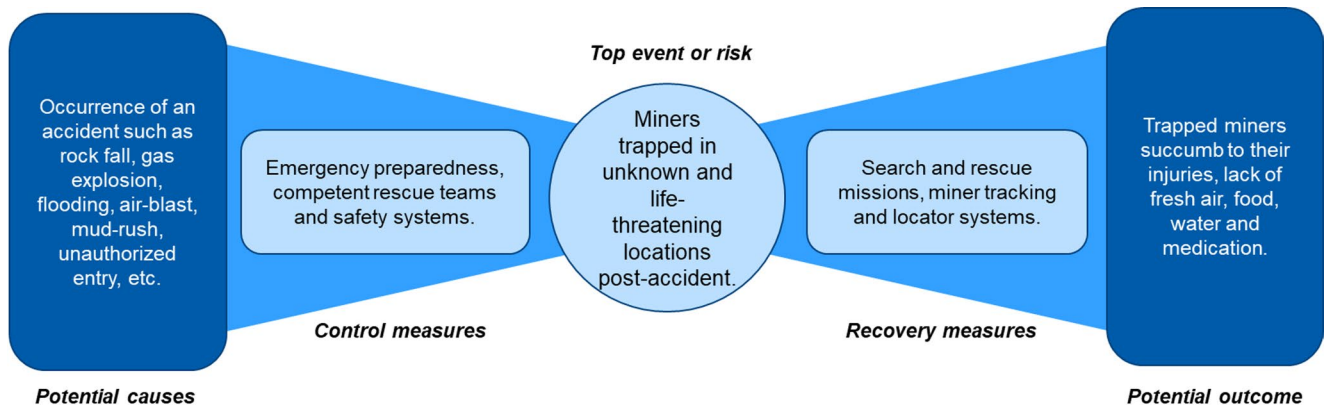 Top event or risk
Occurrence of an
accident such as
rock fall, gas
explosion,
flooding, air-blast,
mud-rush,
unauthorized
entry, etc.
Emergency preparedness,
competent rescue teams
and safety systems.
Miners
trapped in
unknown and
life-
threatening
locations
post-accident.
Search and rescue
missions, miner tracking
and locator systems.
Trapped miners
succumb to their
injuries, lack of
fresh air, food,
water and
medication.
Control measures
Recovery measures
Potential causes
Potential outcome